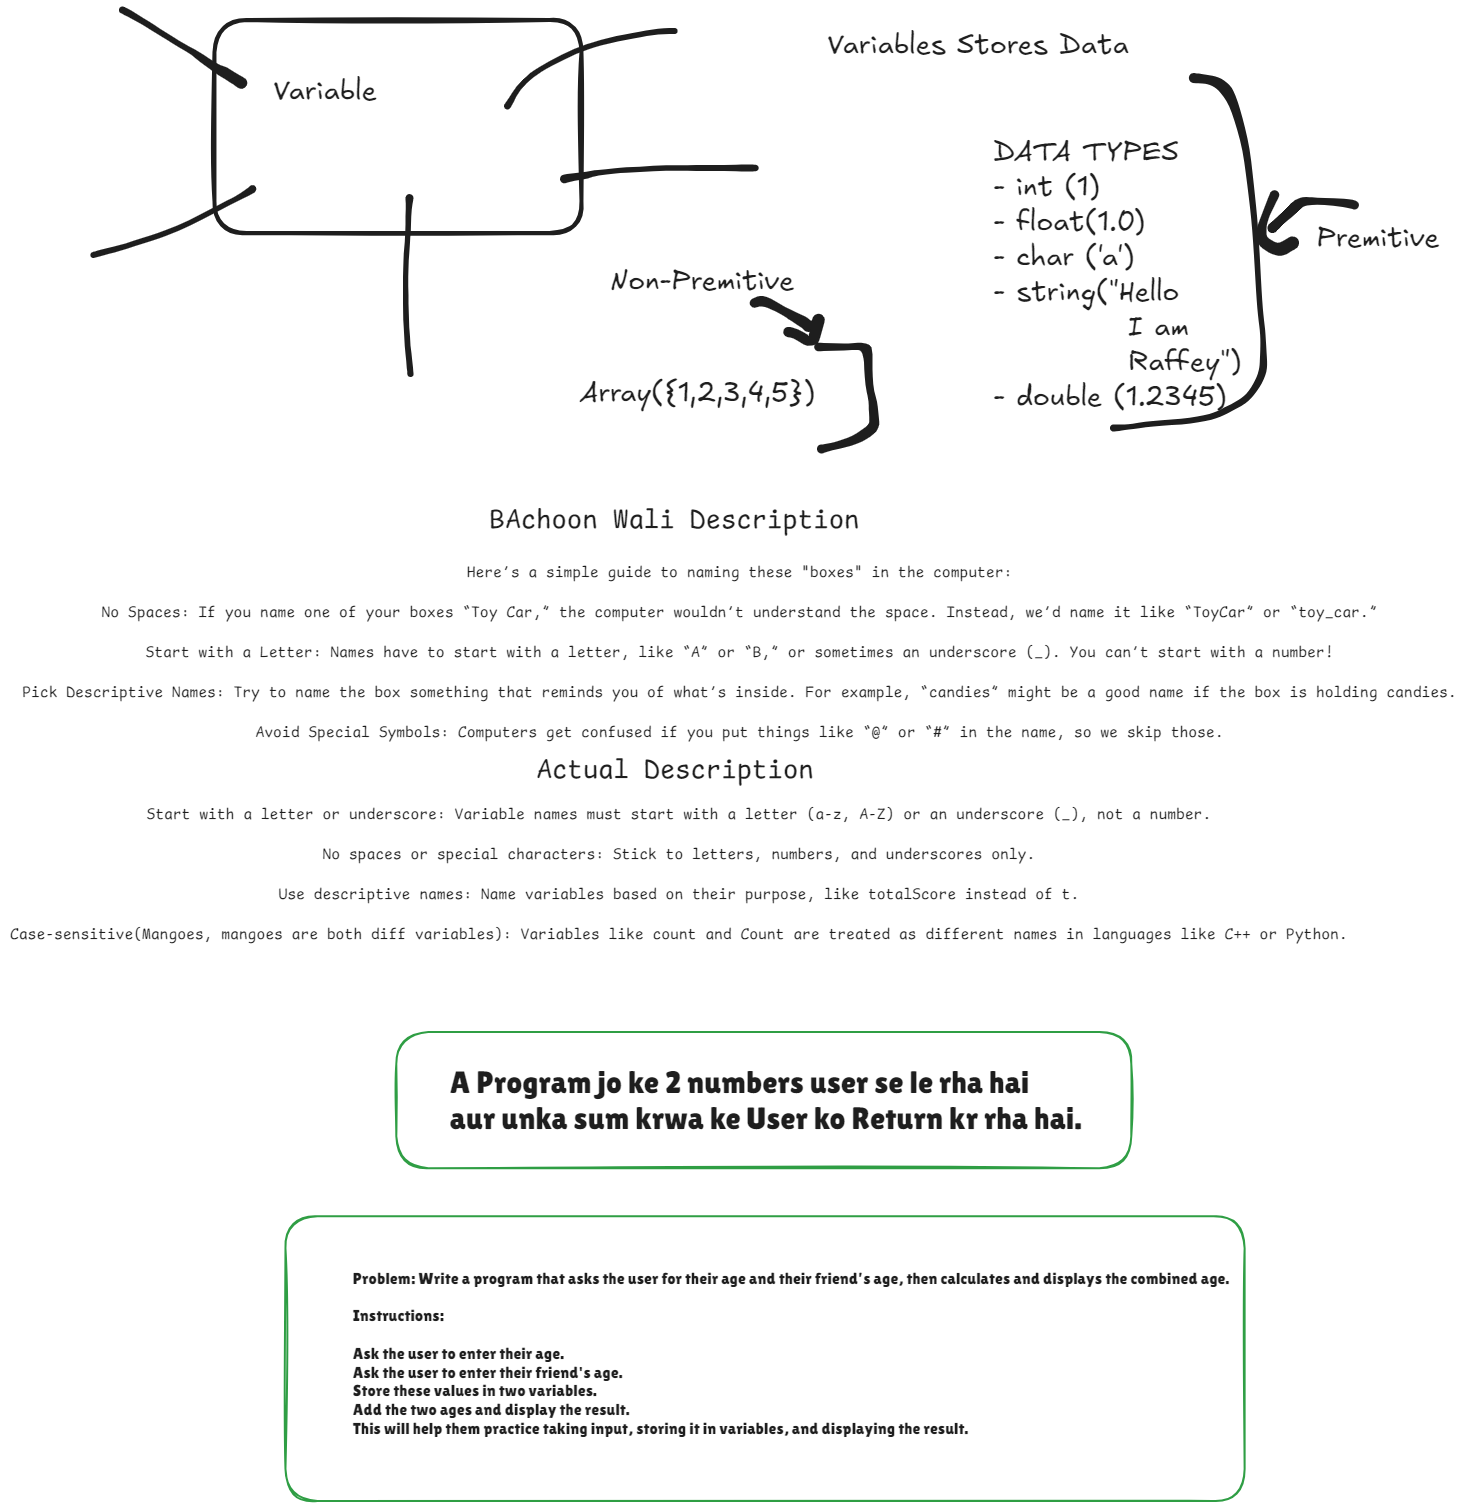 Variable
Variables Stores Data
DATA TYPES
- int (1)
- float(1.0)
- char ('a')
- string("Hello
I am
Raffey")
- double (1.2345)
Premitive
Non-Premitive
Array({1,2,3,4,5})
BAchoon Wali Description
Here’s a simple guide to naming these "boxes" in the computer:
No Spaces: If you name one of your boxes “Toy Car,” the computer wouldn’t understand the space. Instead, we’d name it like “ToyCar” or “toy_car.”
Start with a Letter: Names have to start with a letter, like “A” or “B,” or sometimes an underscore (_). You can’t start with a number!
Pick Descriptive Names: Try to name the box something that reminds you of what’s inside. For example, “candies” might be a good name if the box is holding candies.
Avoid Special Symbols: Computers get confused if you put things like “@” or “#” in the name, so we skip those.
Actual Description
Start with a letter or underscore: Variable names must start with a letter (a-z, A-Z) or an underscore (_), not a number.
No spaces or special characters: Stick to letters, numbers, and underscores only.
Use descriptive names: Name variables based on their purpose, like totalScore instead of t.
Case-sensitive(Mangoes, mangoes are both diff variables): Variables like count and Count are treated as different names in languages like C++ or Python.
A Program jo ke 2 numbers user se le rha hai
aur unka sum krwa ke User ko Return kr rha hai.
Problem: Write a program that asks the user for their age and their friend's age, then calculates and displays the combined age.
Instructions:
Ask the user to enter their age.
Ask the user to enter their friend's age.
Store these values in two variables.
Add the two ages and display the result.
This will help them practice taking input, storing it in variables, and displaying the result.